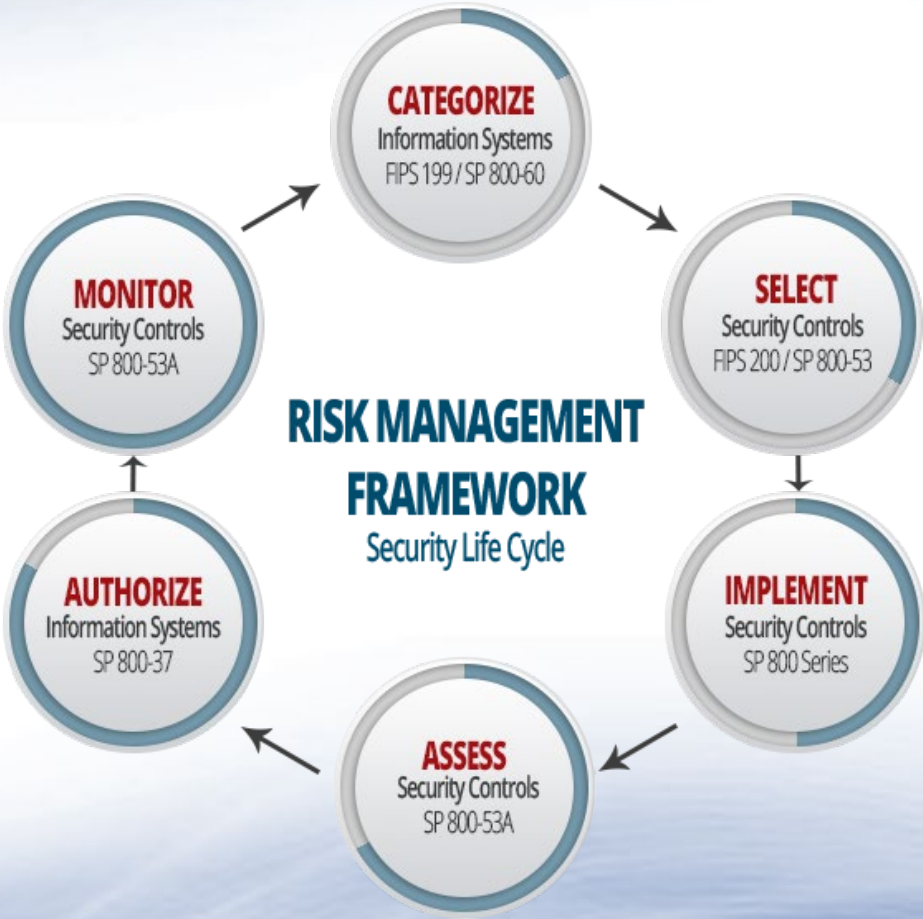 CATEGORIZE
Information Systems
FIPS 199 / SP 800-60
SELECT
Security Controls
FIPS 200 / SP 800-53
IMPLEMENT
Security Controls
SP 800 Series
ASSESS
Security Controls
SP 800-53A
AUTHORIZE
Information Systems
SP 800-37
MONITOR
Security Controls
SP 800-53A
RISK MANAGEMENT
FRAMEWORK
Security Life Cycle